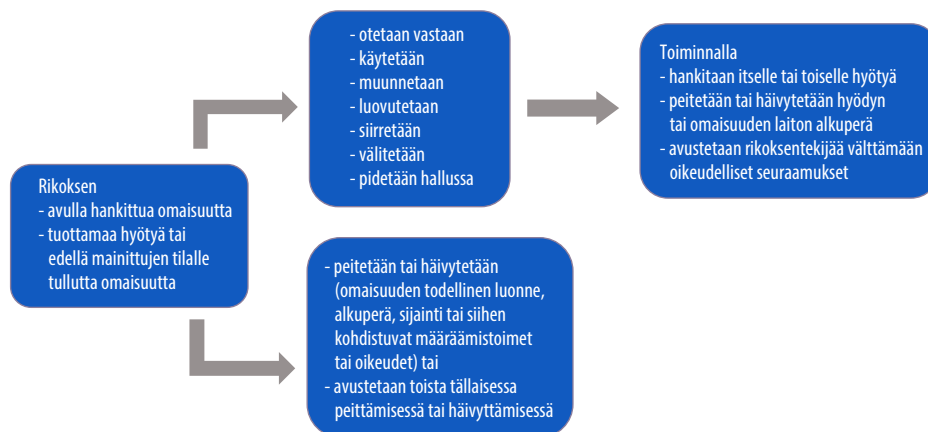 Rikoksen
- avulla hankittua omaisuutta
- tuottamaa hyötyä tai
edellä mainittujen tilalle
tullutta omaisuutta
- otetaan vastaan
- käytetään
- muunnetaan
- luovutetaan
- siirretään
- välitetään
- pidetään hallussa
Toiminnalla
- hankitaan itselle tai toiselle hyötyä
- peitetään tai häivytetään hyödyn
tai omaisuuden laiton alkuperä
- avustetaan rikoksentekijää välttämään
oikeudelliset seuraamukset
- peitetään tai häivytetään
(omaisuuden todellinen luonne,
alkuperä, sijainti tai siihen
kohdistuvat määräämistoimet
tai oikeudet) tai
- avustetaan toista tällaisessa
peittämisessä tai häivyttämisessä